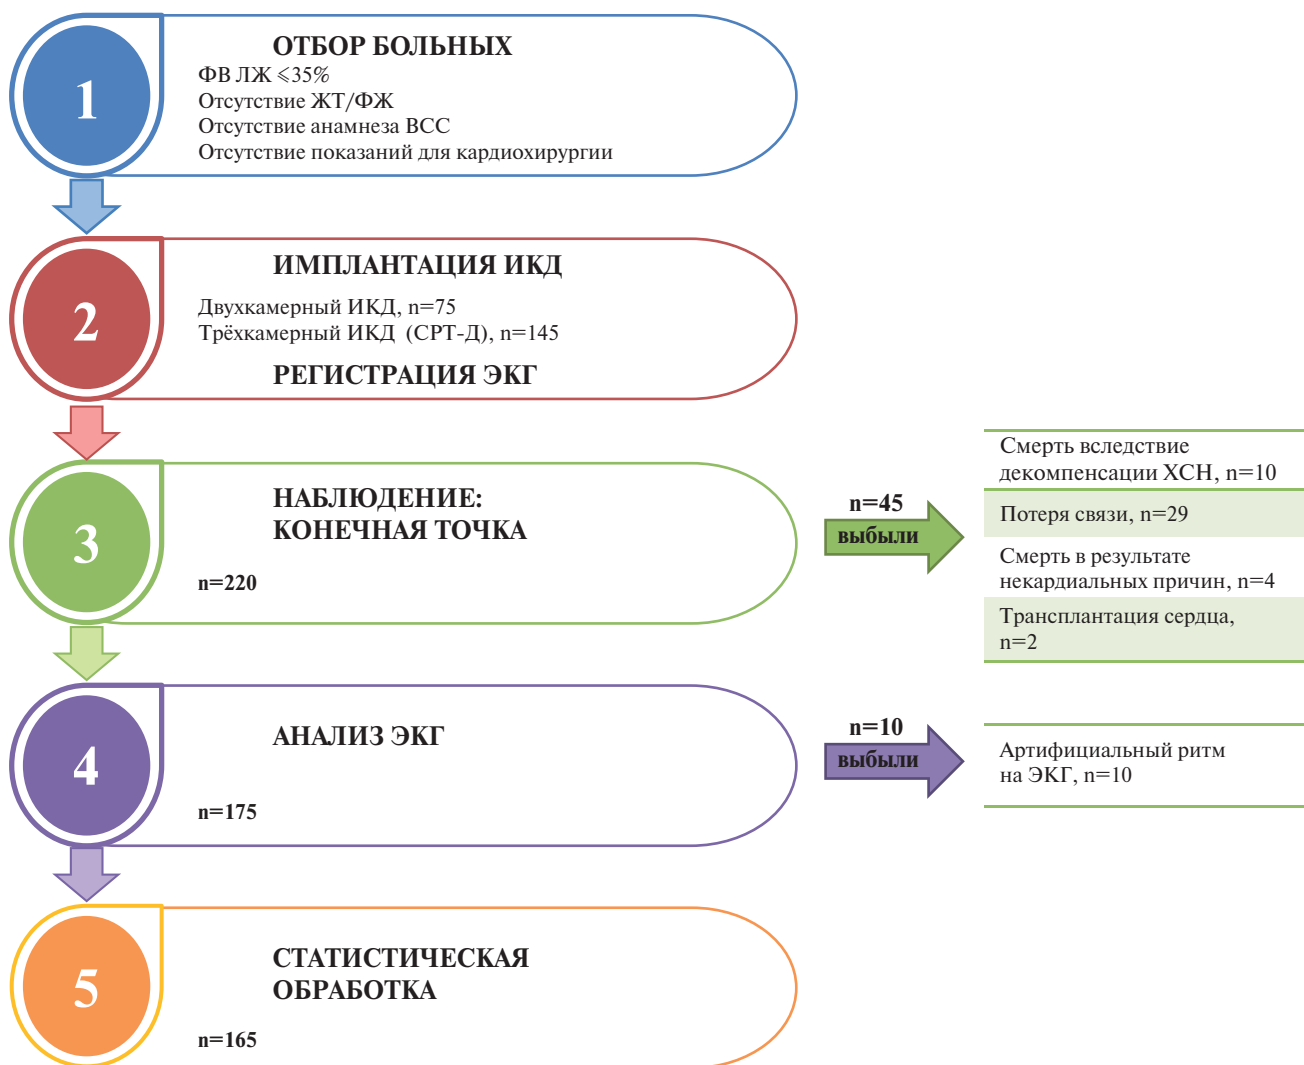 1
ОТБОР БОЛЬНЫХ
ФВ ЛЖ ⩽35%
Отсутствие ЖТ/ФЖ
Отсутствие анамнеза ВСС
Отсутствие показаний для кардиохирургии
2
ИМПЛАНТАЦИЯ ИКД
Двухкамерный ИКД, n=75
Трёхкамерный ИКД (СРТ-Д), n=145
РЕГИСТРАЦИЯ ЭКГ
3
НАБЛЮДЕНИЕ:
КОНЕЧНАЯ ТОЧКА
n=220
n=45
выбыли
Смерть вследствие
декомпенсации ХСН, n=10
Потеря связи, n=29
Смерть в результате
некардиальных причин, n=4
Трансплантация сердца,
n=2
4
АНАЛИЗ ЭКГ
n=175
n=10
выбыли
Артифициальный ритм
на ЭКГ, n=10
5
СТАТИСТИЧЕСКАЯ
ОБРАБОТКА
n=165